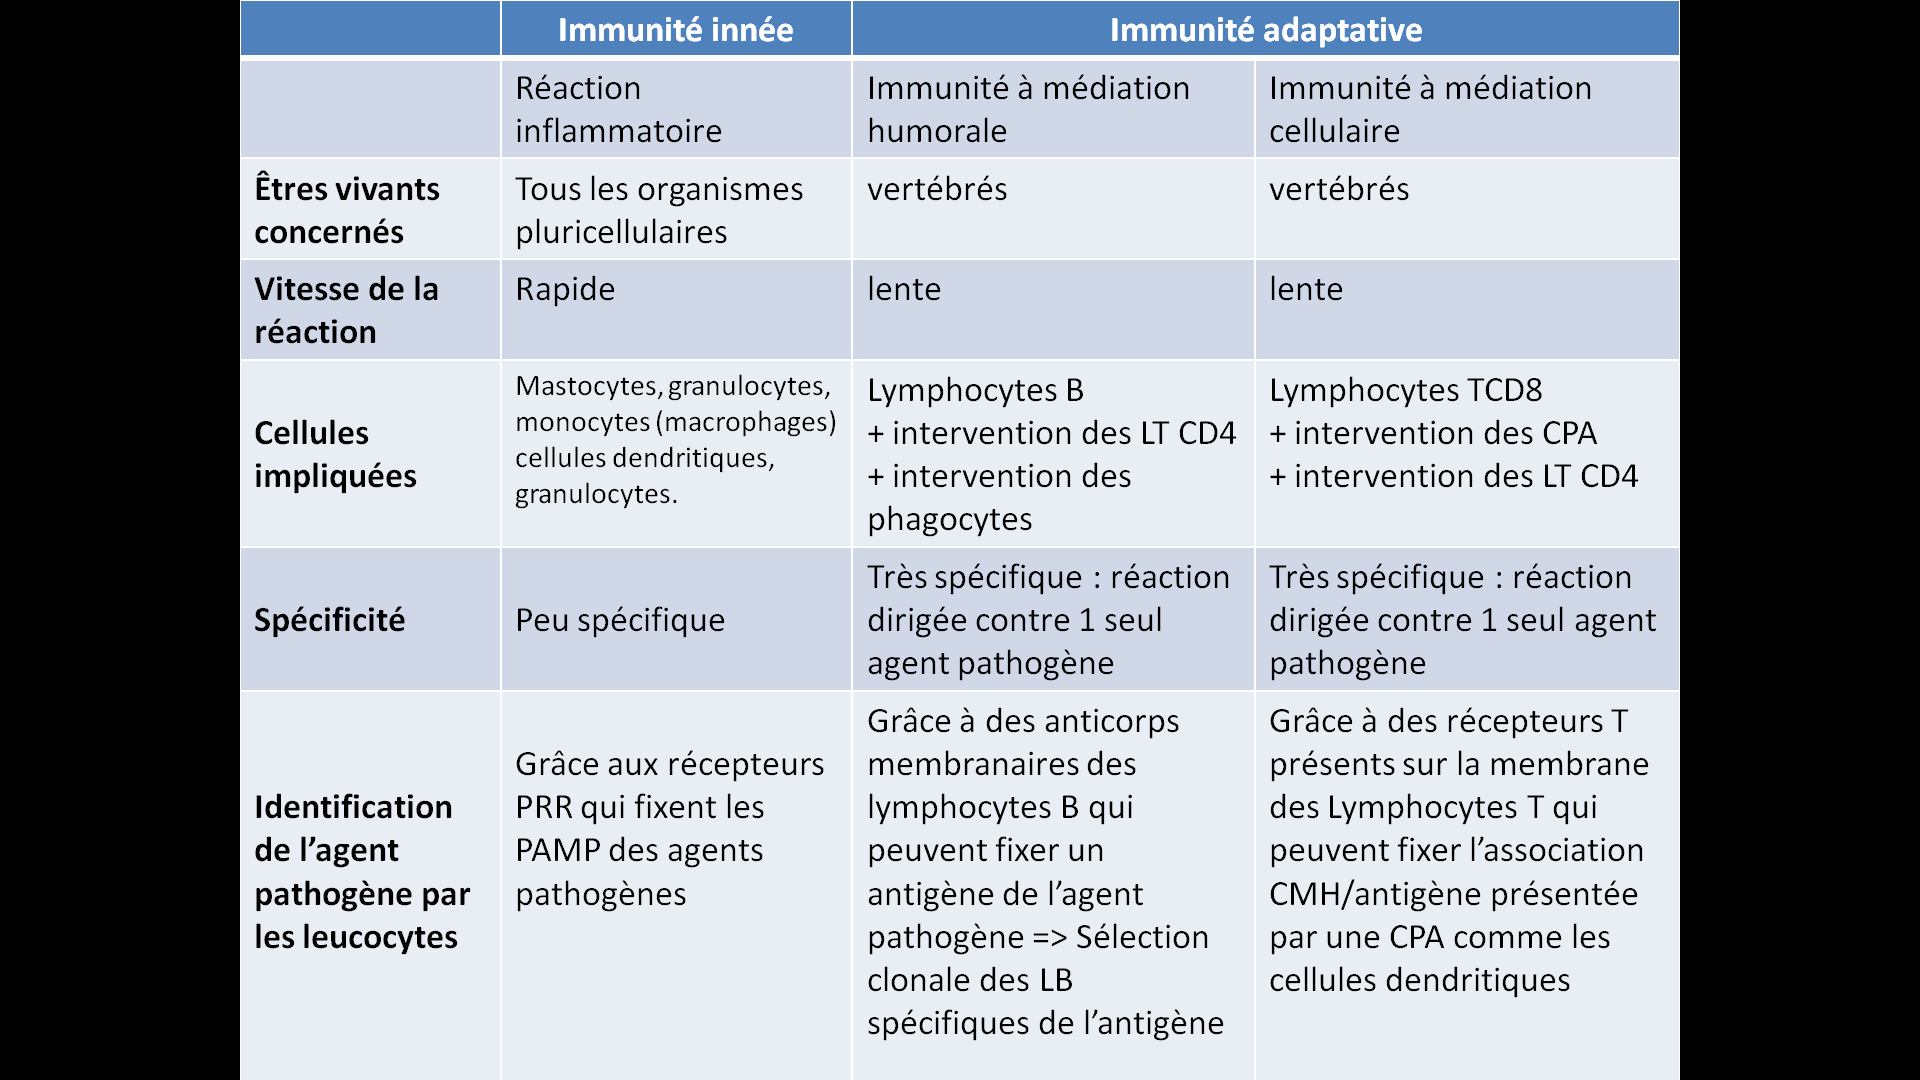 Immunité innée
Immunité adaptative
Réaction
inflammatoire
Immunité à médiation
humorale
Immunité à médiation
cellulaire
Êtres vivants
concernés
Tous les organismes
pluricellulaires
vertébrés
vertébrés
Vitesse de la
réaction
Rapide
lente
lente
Cellules
impliquées
Mastocytes, granulocytes,
monocytes (macrophages)
cellules dendritiques,
granulocytes.
Lymphocytes B
+ intervention des LT CD4
+ intervention des
phagocytes
Lymphocytes TCD8
+ intervention des CPA
+ intervention des LT CD4
Spécificité
Peu spécifique
Très spécifique : réaction
dirigée contre 1 seul
agent pathogène
Très spécifique : réaction
dirigée contre 1 seul agent
pathogène
Identification
de l’agent
pathogène par
les leucocytes
Grâce aux récepteurs
PRR qui fixent les
PAMP des agents
pathogènes
Grâce à des anticorps
membranaires des
lymphocytes B qui
peuvent fixer un
antigène de l’agent
pathogène => Sélection
clonale des LB
spécifiques de l’antigène
Grâce à des récepteurs T
présents sur la membrane
des Lymphocytes T qui
peuvent fixer l’association
CMH/antigène présentée
par une CPA comme les
cellules dendritiques